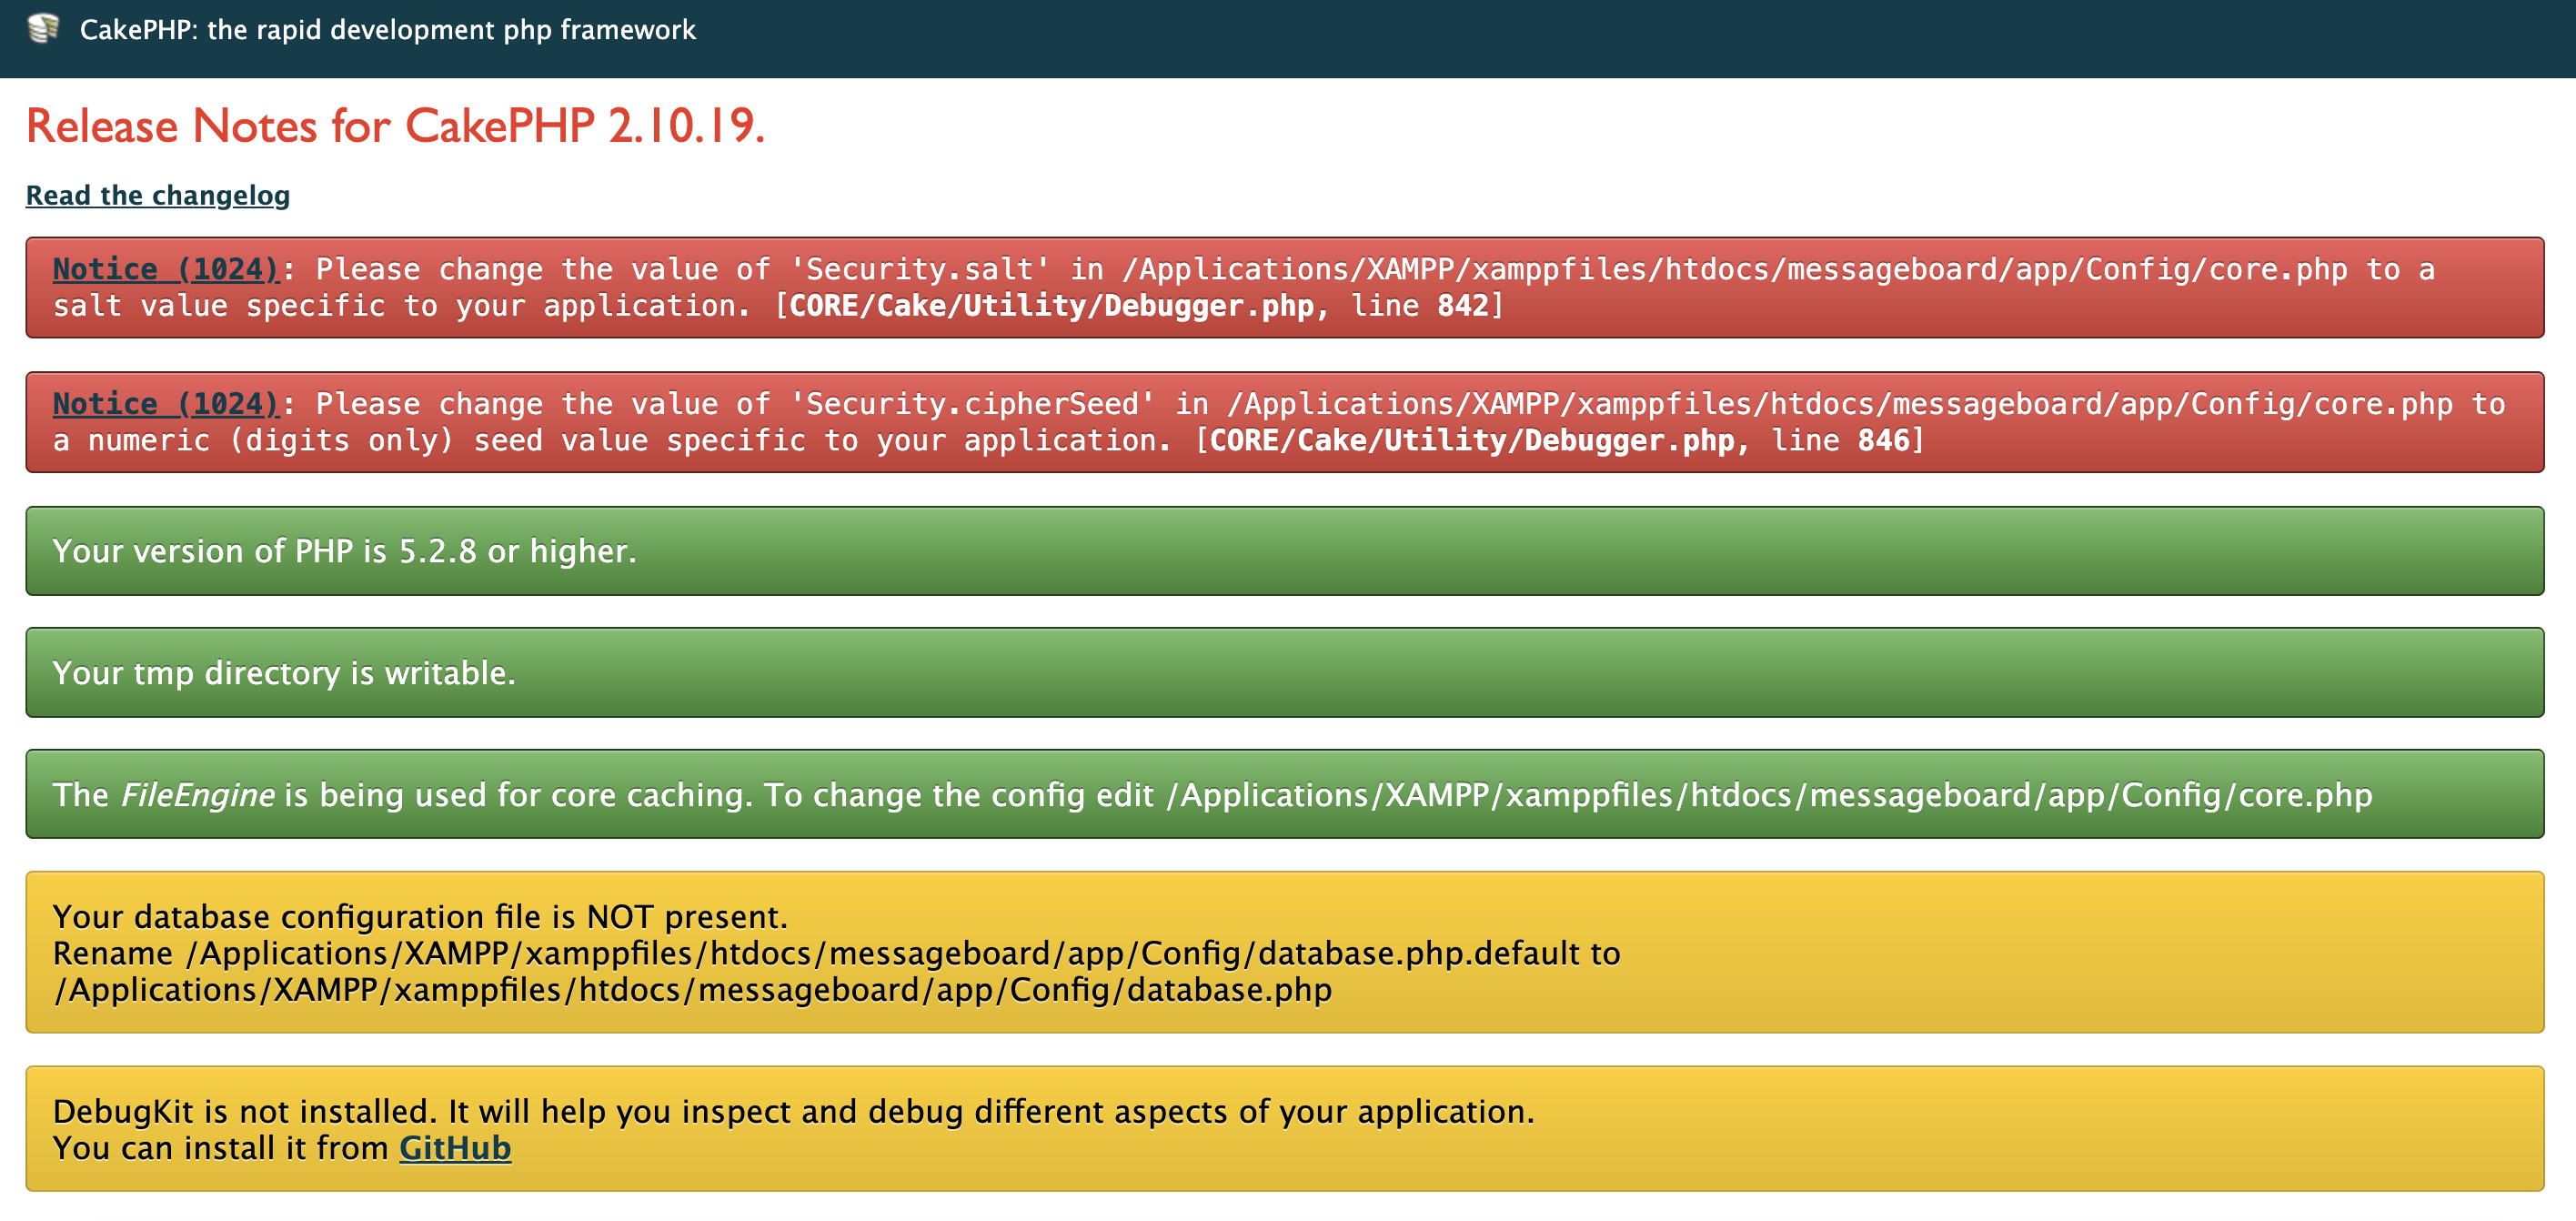 CakePHP: the rapid development php framework
Release Notes for CakePHP 2.10.19.
Read the changelog
Notice (1024): Please change the value of 'Security.salt' in /Applications/XAMPP/xamppfiles/htdocs/messageboard/app/Config/core.php to a
salt value specific to your application. [CORE/Cake/Utility/Debugger.php, line 842]
Notice (1024): Please change the value of 'Security.cipherSeed' in /Applications/XAMPP/xamppfiles/htdocs/messageboard/app/Config/core.php to
a numeric (digits only) seed value specific to your application. [CORE/Cake/Utility/Debugger.php, line 846]
Your version of PHP is 5.2.8 or higher.
Your tmp directory is writable.
The FileEngine is being used for core caching. To change the config edit /Applications/XAMPP/xamppfiles/htdocs/messageboard/app/Config/core.php
Your database configuration file is NOT present.
Rename /Applications/XAMPP/xamppfiles/htdocs/messageboard/app/Config/database.php.default to
/Applications/XAMPP/xamppfiles/htdocs/messageboard/app/Config/database.php
DebugKit is not installed. It will help you inspect and debug different aspects of your application.
You can install it from GitHub